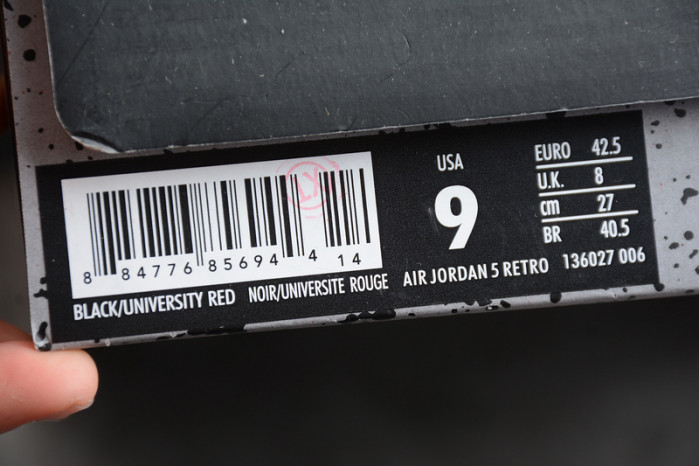 USA
9
EURO 42.5
U.K. 8
cm 27
BR 40.5
LY
8 84776 85694 4 14
BLACK/UNIVERSITY RED NOIR/UNIVERSITE ROUGE AIR JORDAN 5 RETRO 136027 006